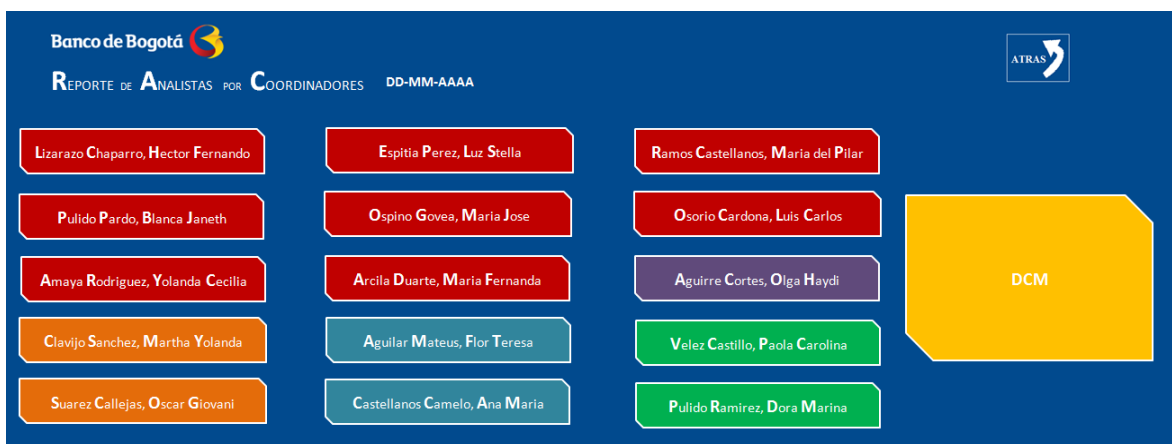 Banco de Bogotá
REPORTE DE ANALISTAS POR COORDINADORES DD-MM-AAAA
ATRAS
Lizarazo Chaparro, Hector Fernando
Espitia Perez, Luz Stella
Ramos Castellanos, Maria del Pilar
Pulido Pardo, Blanca Janeth
Ospino Govea, Maria Jose
Osorio Cardona, Luis Carlos
Amaya Rodriguez, Yolanda Cecilia
Arcila Duarte, Maria Fernanda
Aguirre Cortes, Olga Haydi
DCM
Clavijo Sanchez, Martha Yolanda
Aguilar Mateus, Flor Teresa
Velez Castillo, Paola Carolina
Suarez Callejas, Oscar Giovani
Castellanos Camelo, Ana Maria
Pulido Ramirez, Dora Marina